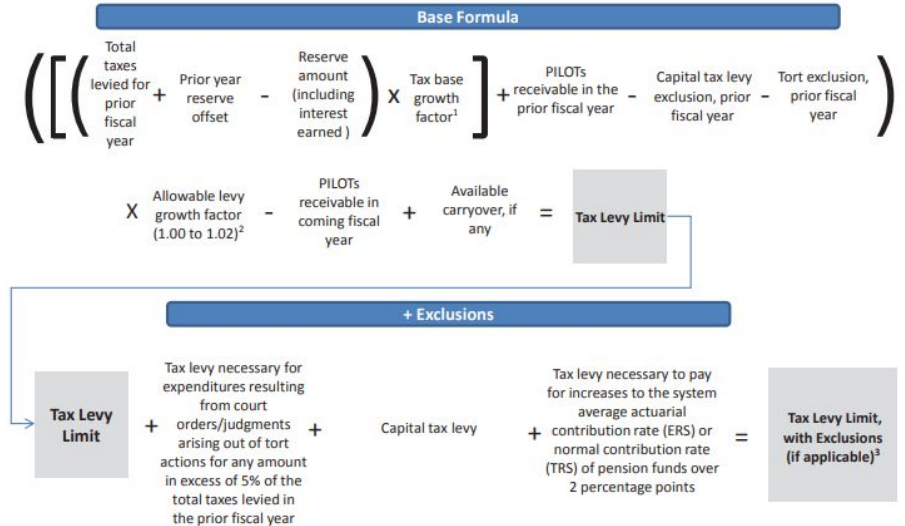 Base Formula
( [ ( Total taxes levied for prior fiscal year + Prior year reserve offset - Reserve amount (including interest earned ) ) X Tax base growth factor¹ ] + PILOTs receivable in the prior fiscal year - Capital tax levy exclusion, prior fiscal year - Tort exclusion, prior fiscal year )
X Allowable levy growth factor (1.00 to 1.02)² - PILOTs receivable in coming fiscal year + Available carryover, if any = Tax Levy Limit
+ Exclusions
Tax Levy Limit + Tax levy necessary for expenditures resulting from court orders/judgments arising out of tort actions for any amount in excess of 5% of the total taxes levied in the prior fiscal year + Capital tax levy + Tax levy necessary to pay for increases to the system average actuarial contribution rate (ERS) or normal contribution rate (TRS) of pension funds over 2 percentage points = Tax Levy Limit, with Exclusions (if applicable)³